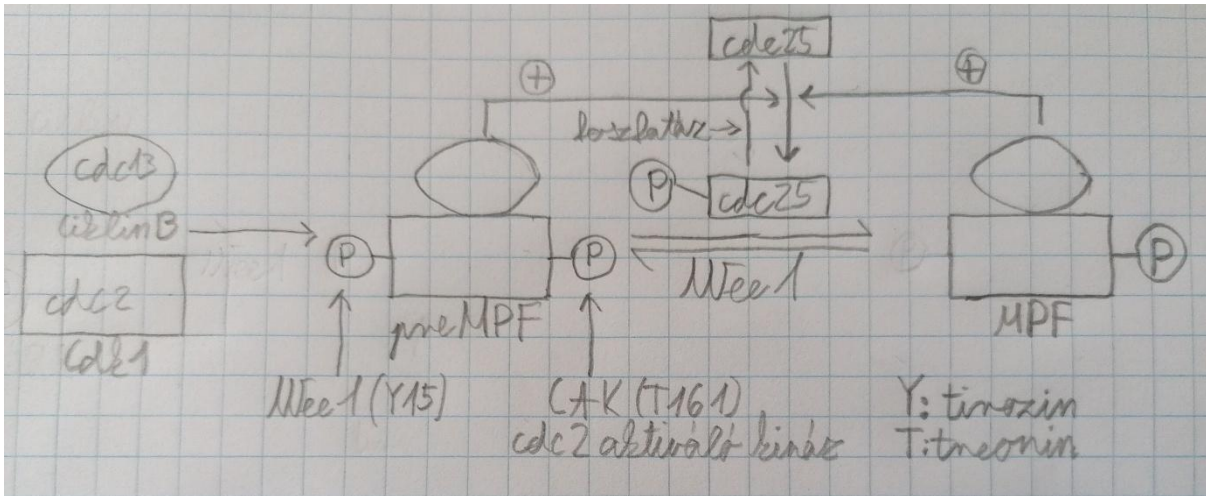 cdc25
+
+
foszfatáz
cdc13
P
cdc25
ciklinB
P
P
P
Wee1
cdc2
preMPF
MPF
Cdk1
Wee1 (Y15)
CAK (T161)
Y: tirozin
cdc2 aktiváló kináz
T: treonin